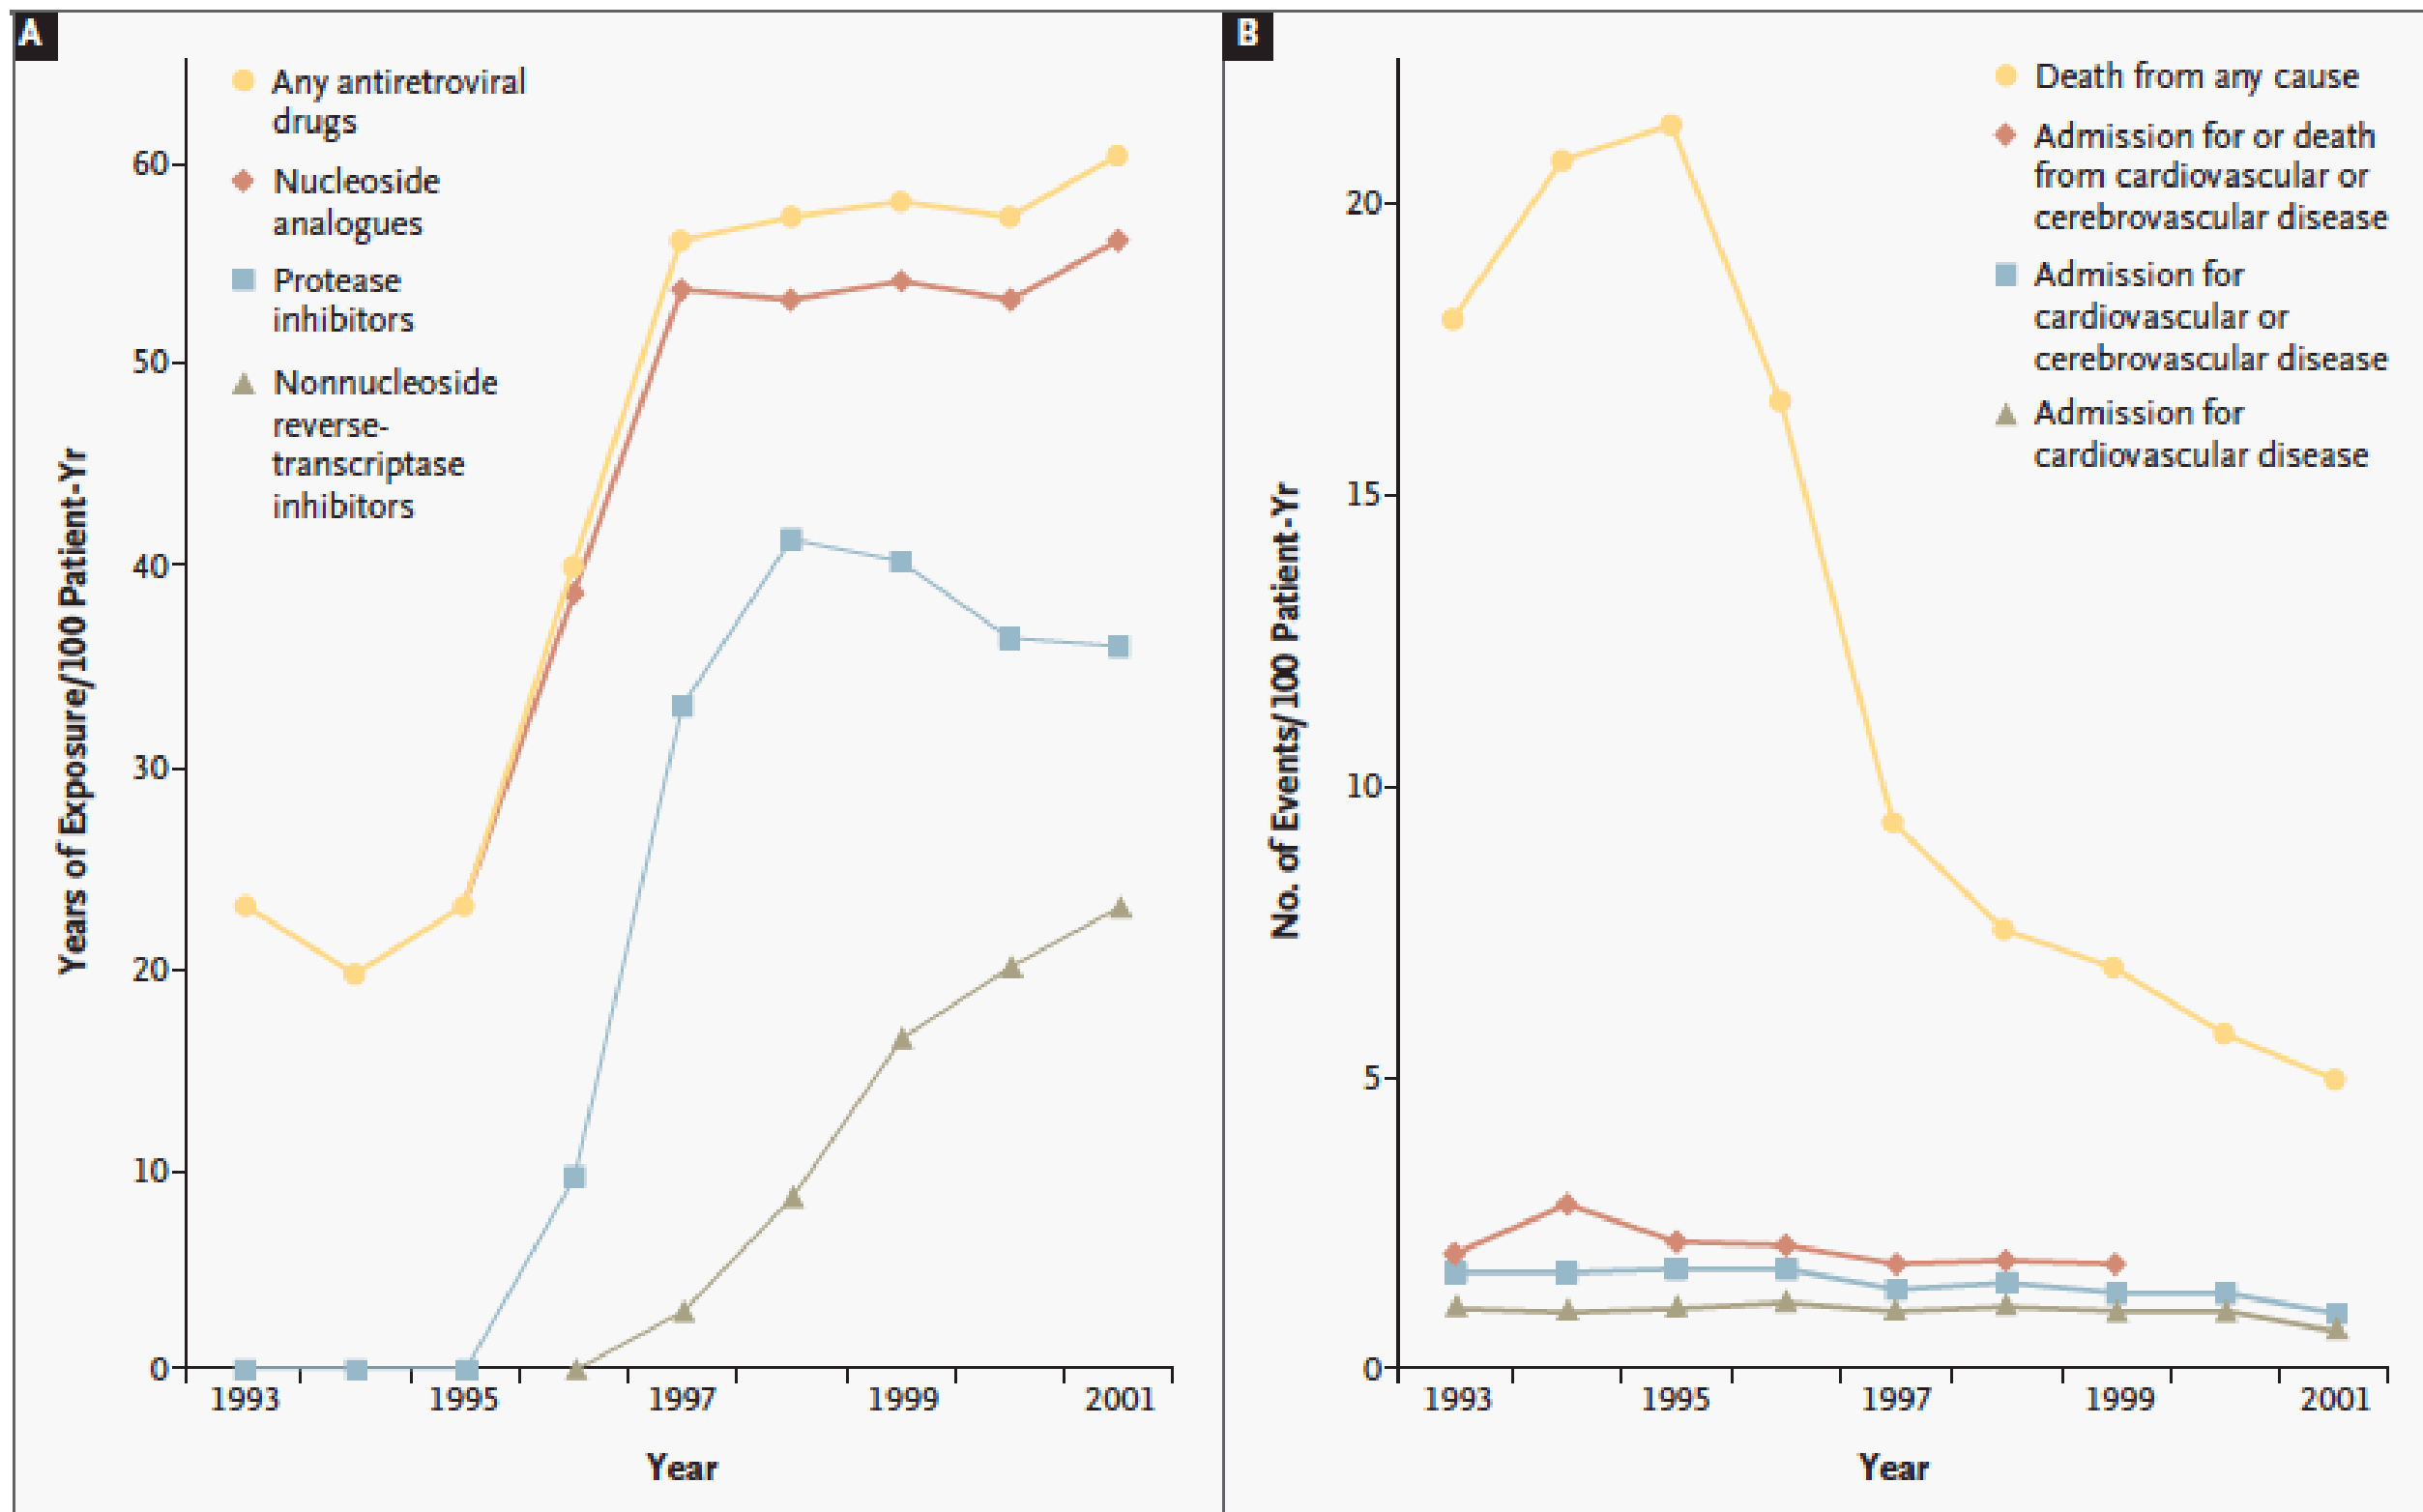 A
Any antiretroviral
drugs
Nucleoside
analogues
Protease
inhibitors
Nonnucleoside
reverse-
transcriptase
inhibitors
Years of Exposure/100 Patient-Yr
60
50
40
30
20
10
0
1993
1995
1997
1999
2001
Year
B
Death from any cause
Admission for or death
from cardiovascular or
cerebrovascular disease
Admission for
cardiovascular or
cerebrovascular disease
Admission for
cardiovascular disease
No. of Events/100 Patient-Yr
20
15
10
5
0
1993
1995
1997
1999
2001
Year